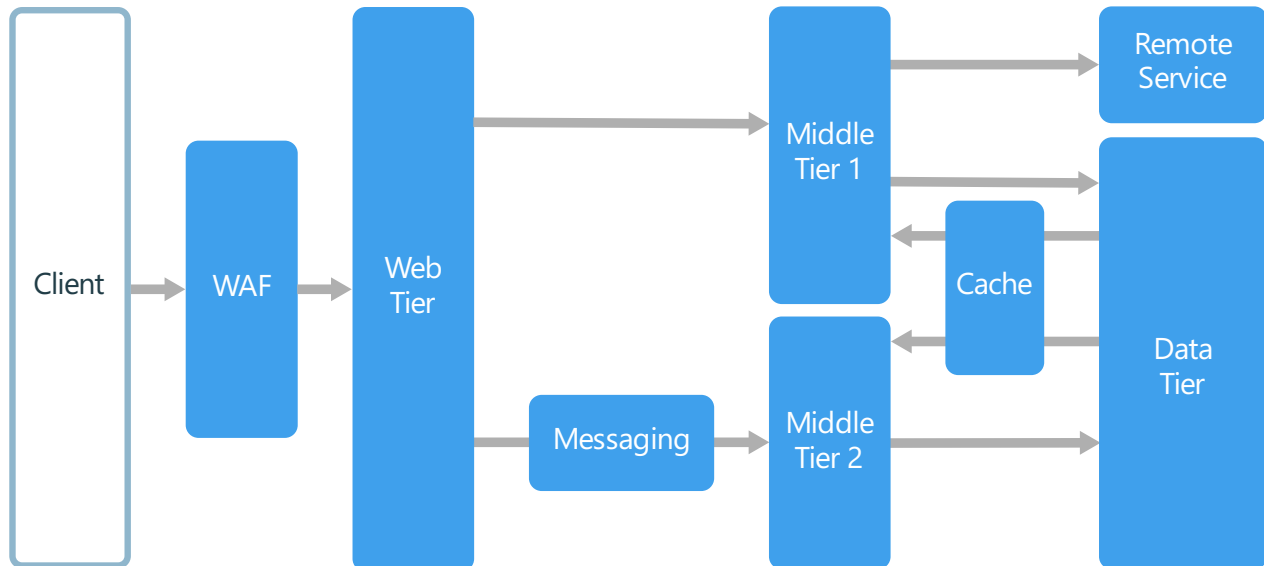 Client
WAF
Web
Tier
Messaging
Middle
Tier 1
Middle
Tier 2
Cache
Remote
Service
Data
Tier